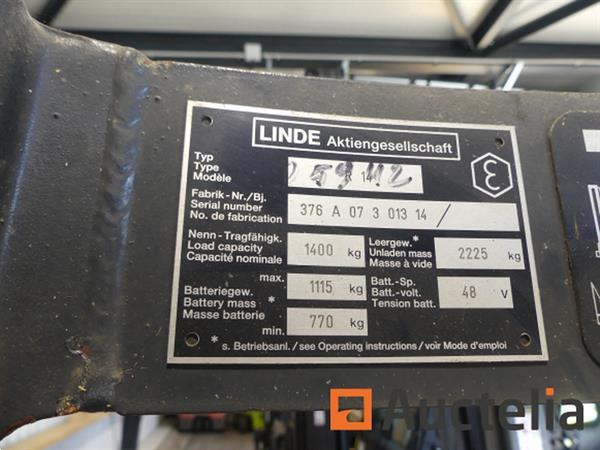 LINDE Aktiengesellschaft
Typ
Type
Modèle 14
Fabrik-Nr./Bj.
Serial number
No. de fabrication
376 A 07 3 013 14 /
Nenn-Tragfähigk.
Load capacity
Capacité nominale
1400 kg
Leergew.*
Unladen mass
Masse à vide
2225 kg
Batteriegew.
Battery mass *
Masse batterie
max. 1115 kg
min. 770 kg
Batt.-Sp.
Batt.-volt.
Tension batt.
48 V
* s. Betriebsanl. / see Operating instructions / voir Mode d'emploi
Auctelia